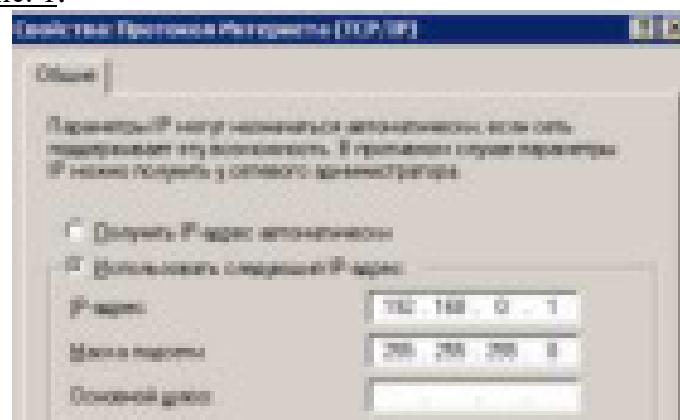 Свойства: Протокол Интернета (TCP/IP)
Общие
Параметры IP могут назначаться автоматически, если сеть
поддерживает эту возможность. В противном случае параметры
IP можно получить у сетевого администратора.
Получить IP-адрес автоматически
Использовать следующий IP-адрес:
IP-адрес: 192 . 168 . 0 . 1
Маска подсети: 255 . 255 . 255 . 0
Основной шлюз: . . .